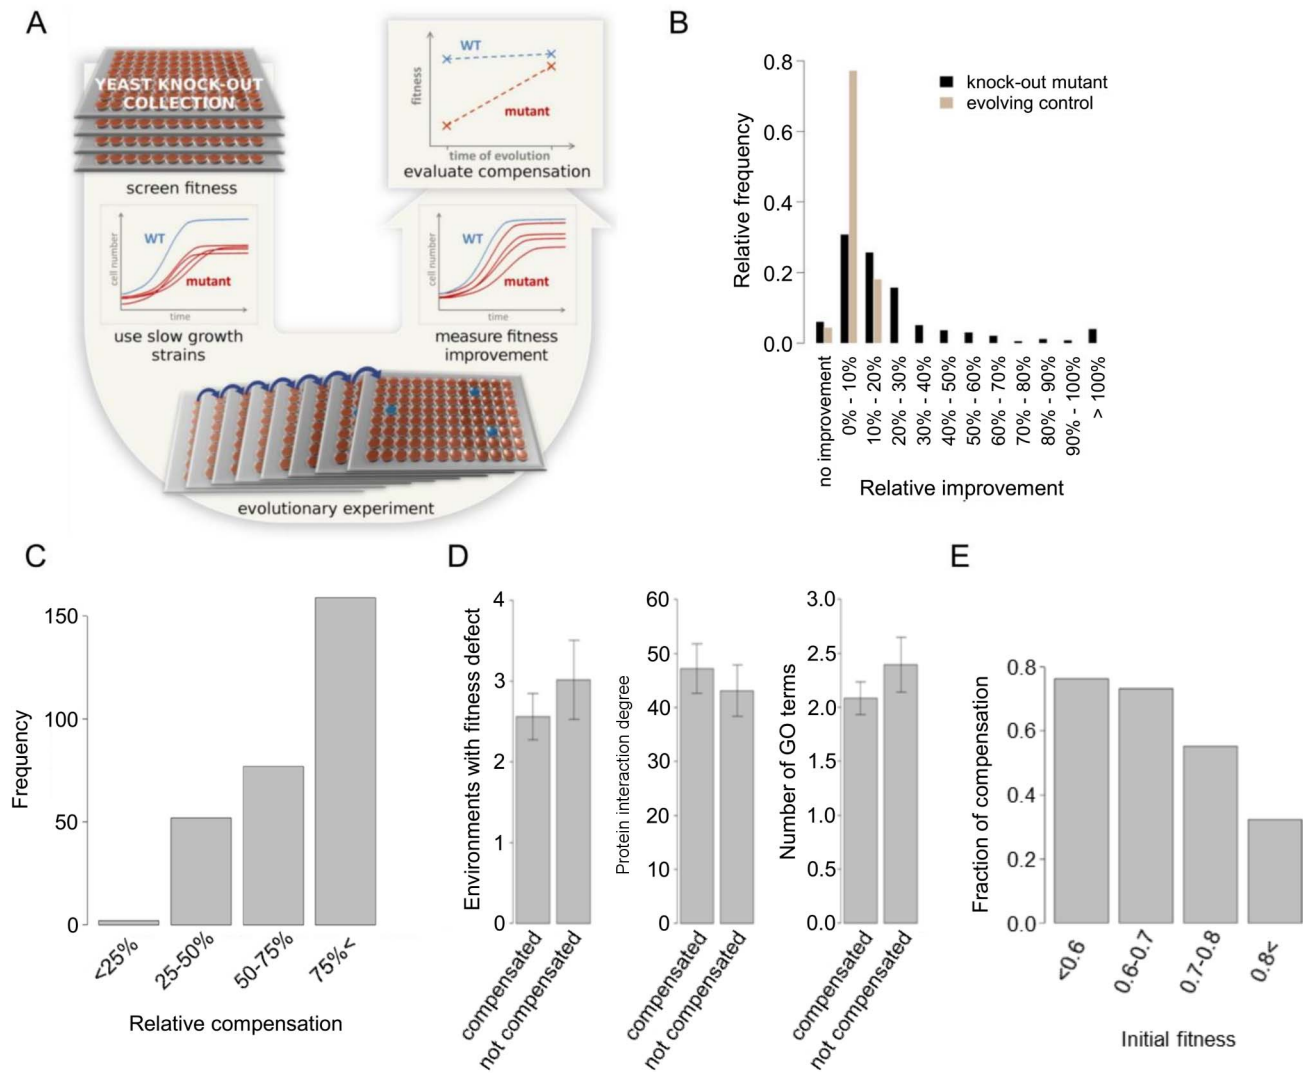 A
YEAST KNOCK-OUT
COLLECTION
screen fitness
cell number
WT
mutant
time
use slow growth
strains
evolutionary experiment
fitness
WT
mutant
time of evolution
evaluate compensation
cell number
WT
mutant
time
measure fitness
improvement
B
Relative frequency
0.8
0.6
0.4
0.2
0.0
knock-out mutant
evolving control
no improvement
0% - 10%
10% - 20%
20% - 30%
30% - 40%
40% - 50%
50% - 60%
60% - 70%
70% - 80%
80% - 90%
90% - 100%
> 100%
Relative improvement
C
Frequency
150
100
50
0
<25%
25-50%
50-75%
75%<
Relative compensation
D
Environments with fitness defect
4
3
2
1
0
compensated
not compensated
Protein interaction degree
60
50
40
30
20
10
0
compensated
not compensated
Number of GO terms
3.0
2.5
2.0
1.5
1.0
0.5
0.0
compensated
not compensated
E
Fraction of compensation
0.8
0.6
0.4
0.2
0.0
<0.6
0.6-0.7
0.7-0.8
0.8<
Initial fitness